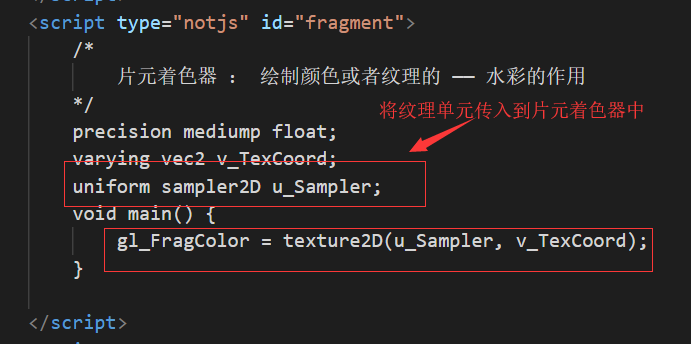 <script type="notjs" id="fragment">
/*
片元着色器 ： 绘制颜色或者纹理的 —— 水彩的作用
*/
将纹理单元传入到片元着色器中
precision mediump float;
varying vec2 v_TexCoord;
uniform sampler2D u_Sampler;
void main() {
gl_FragColor = texture2D(u_Sampler, v_TexCoord);
}
</script>